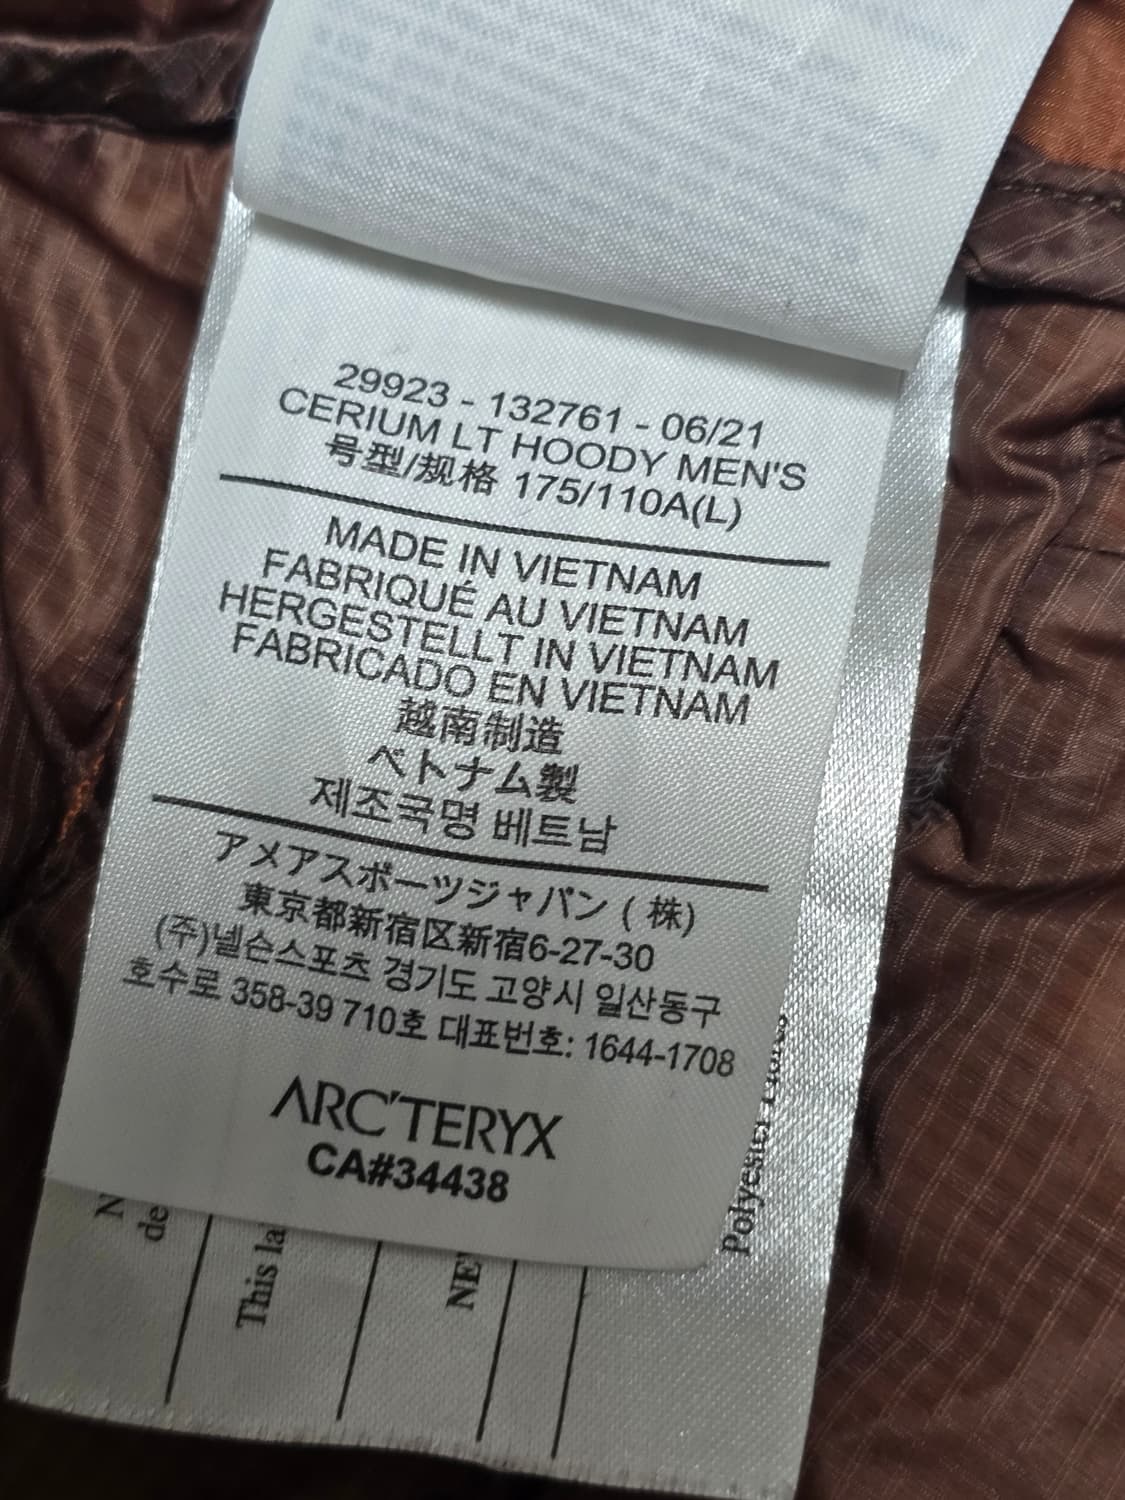 29923 - 132761 - 06/21
CERIUM LT HOODY MEN'S
号型/规格 175/110A(L)
MADE IN VIETNAM
FABRIQUÉ AU VIETNAM
HERGESTELLT IN VIETNAM
FABRICADO EN VIETNAM
越南制造
ベトナム製
제조국명 베트남
アメアスポーツジャパン ( 株)
東京都新宿区新宿6-27-30
(주)넬슨스포츠 경기도 고양시 일산동구
호수로 358-39 710호 대표번호: 1644-1708
ARC'TERYX
CA#34438
de
This
Polyester